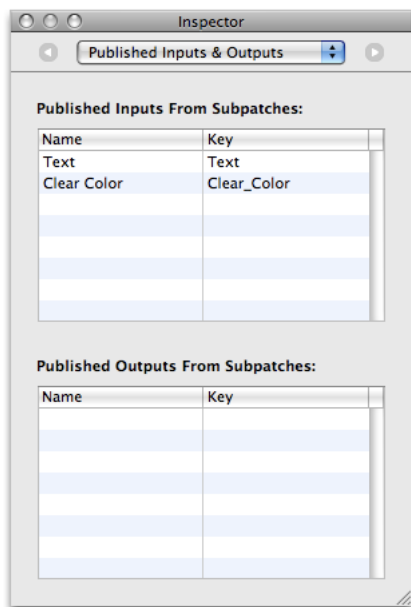 Inspector
Published Inputs & Outputs
Published Inputs From Subpatches:
Name Key
Text Text
Clear Color Clear_Color
Published Outputs From Subpatches:
Name Key